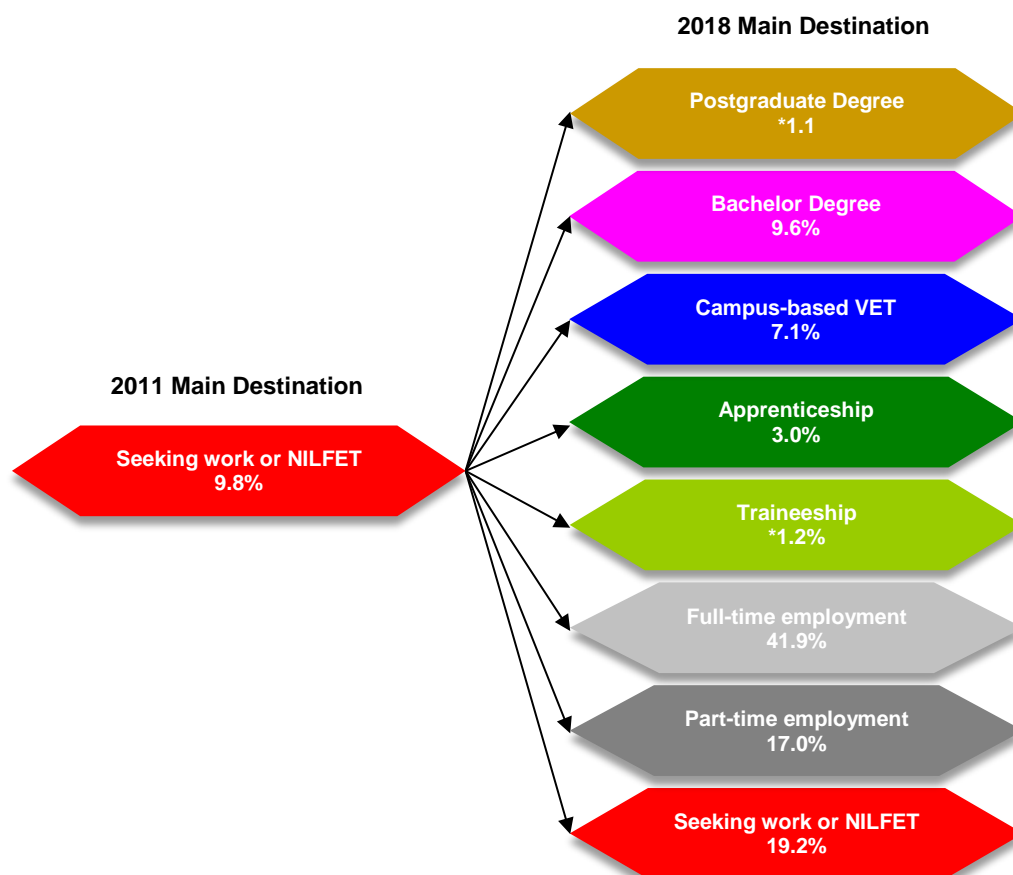 2018 Main Destination
Postgraduate Degree
*1.1
Bachelor Degree
9.6%
Campus-based VET
7.1%
2011 Main Destination
Apprenticeship
3.0%
Seeking work or NILFET
9.8%
Traineeship
*1.2%
Full-time employment
41.9%
Part-time employment
17.0%
Seeking work or NILFET
19.2%